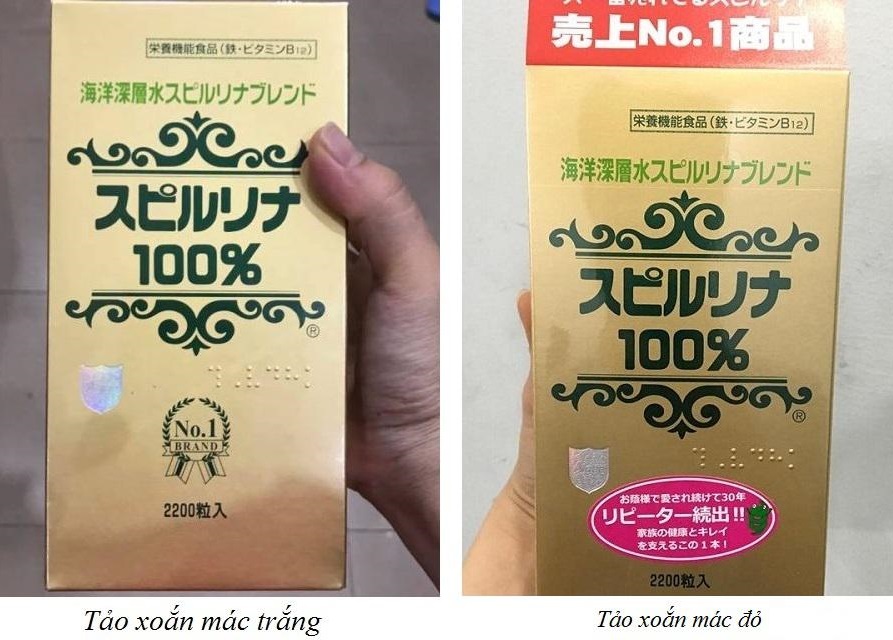 栄養機能食品(鉄・ビタミンB12)
海洋深層水スピルリナブレンド
スピルリナ
100%
®
No.1
BRAND
2200粒入
Tảo xoắn mác trắng
売上No.1商品
栄養機能食品(鉄・ビタミンB12)
海洋深層水スピルリナブレンド
スピルリナ
100%
®
お蔭様で愛され続けて30年
リピーター続出!!
家族の健康とキレイ
を支えるこの1本!
2200粒入
Tảo xoắn mác đỏ